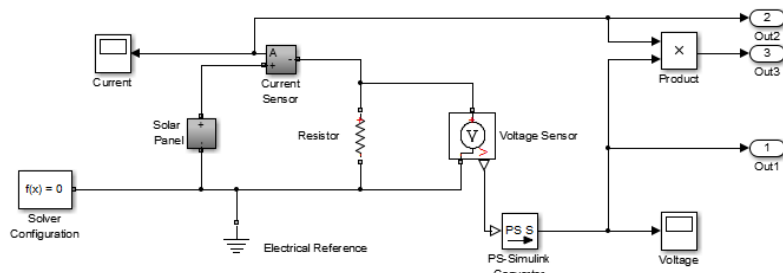 2
Out2
A
+
-
Current
Current
Sensor
×
Product
3
Out3
Solar
Panel
+
-
Resistor
+
V
Voltage Sensor
1
Out1
f(x) = 0
Solver
Configuration
Electrical Reference
PS S
PS-Simulink
Voltage